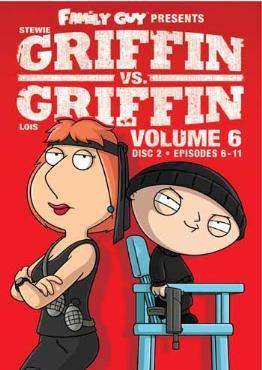 FAMILY GUY PRESENTS
STEWIE
GRIFFIN
VS.
GRIFFIN
LOIS
VOLUME 6
DISC 2 • EPISODES 6-11